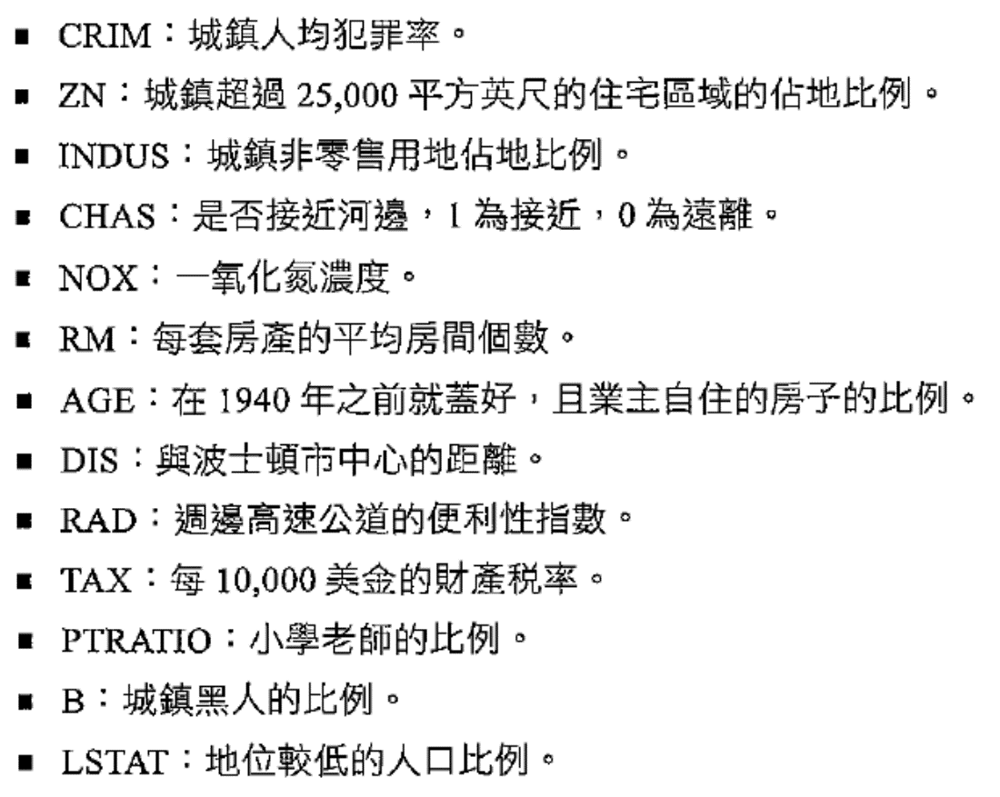 ▪ CRIM：城鎮人均犯罪率。
▪ ZN：城鎮超過 25,000 平方英尺的住宅區域的佔地比例。
▪ INDUS：城鎮非零售用地佔地比例。
▪ CHAS：是否接近河邊，1 為接近，0 為遠離。
▪ NOX：一氧化氮濃度。
▪ RM：每套房產的平均房間個數。
▪ AGE：在 1940 年之前就蓋好，且業主自住的房子的比例。
▪ DIS：與波士頓市中心的距離。
▪ RAD：週邊高速公道的便利性指數。
▪ TAX：每 10,000 美金的財產稅率。
▪ PTRATIO：小學老師的比例。
▪ B：城鎮黑人的比例。
▪ LSTAT：地位較低的人口比例。